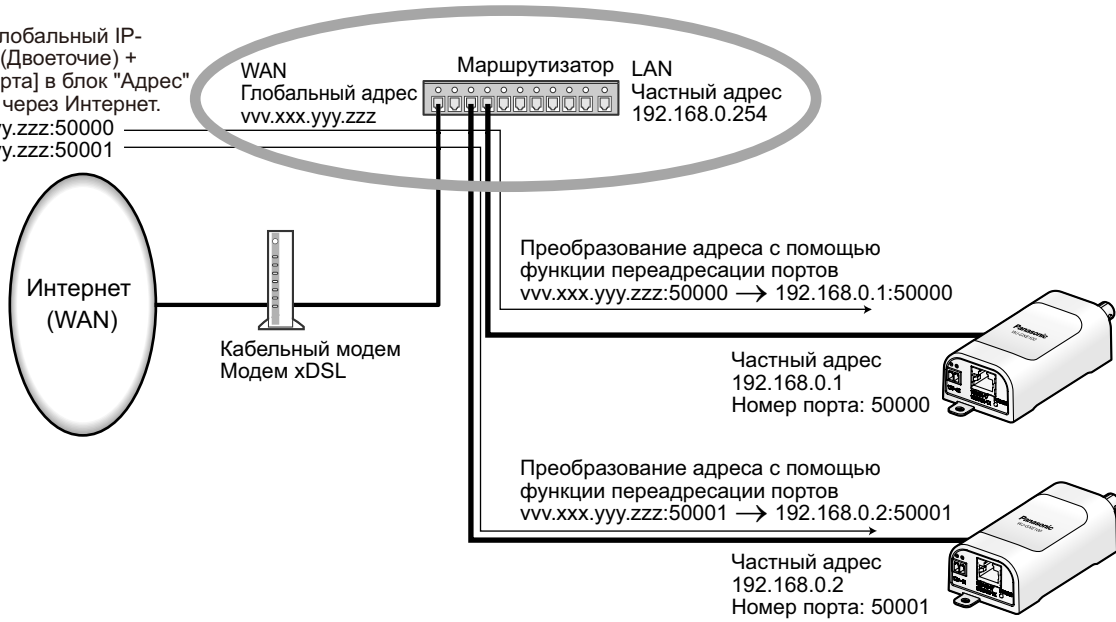 лобальный IP-
(Двоеточие) +
рта] в блок "Адрес"
через Интернет.
yy.zzz:50000
yy.zzz:50001
WAN
Глобальный адрес
vvv.xxx.yyy.zzz
Маршрутизатор
LAN
Частный адрес
192.168.0.254
Интернет
(WAN)
Кабельный модем
Модем xDSL
Преобразование адреса с помощью
функции переадресации портов
vvv.xxx.yyy.zzz:50000 → 192.168.0.1:50000
Частный адрес
192.168.0.1
Номер порта: 50000
Panasonic
Преобразование адреса с помощью
функции переадресации портов
vvv.xxx.yyy.zzz:50001 → 192.168.0.2:50001
Частный адрес
192.168.0.2
Номер порта: 50001
Panasonic